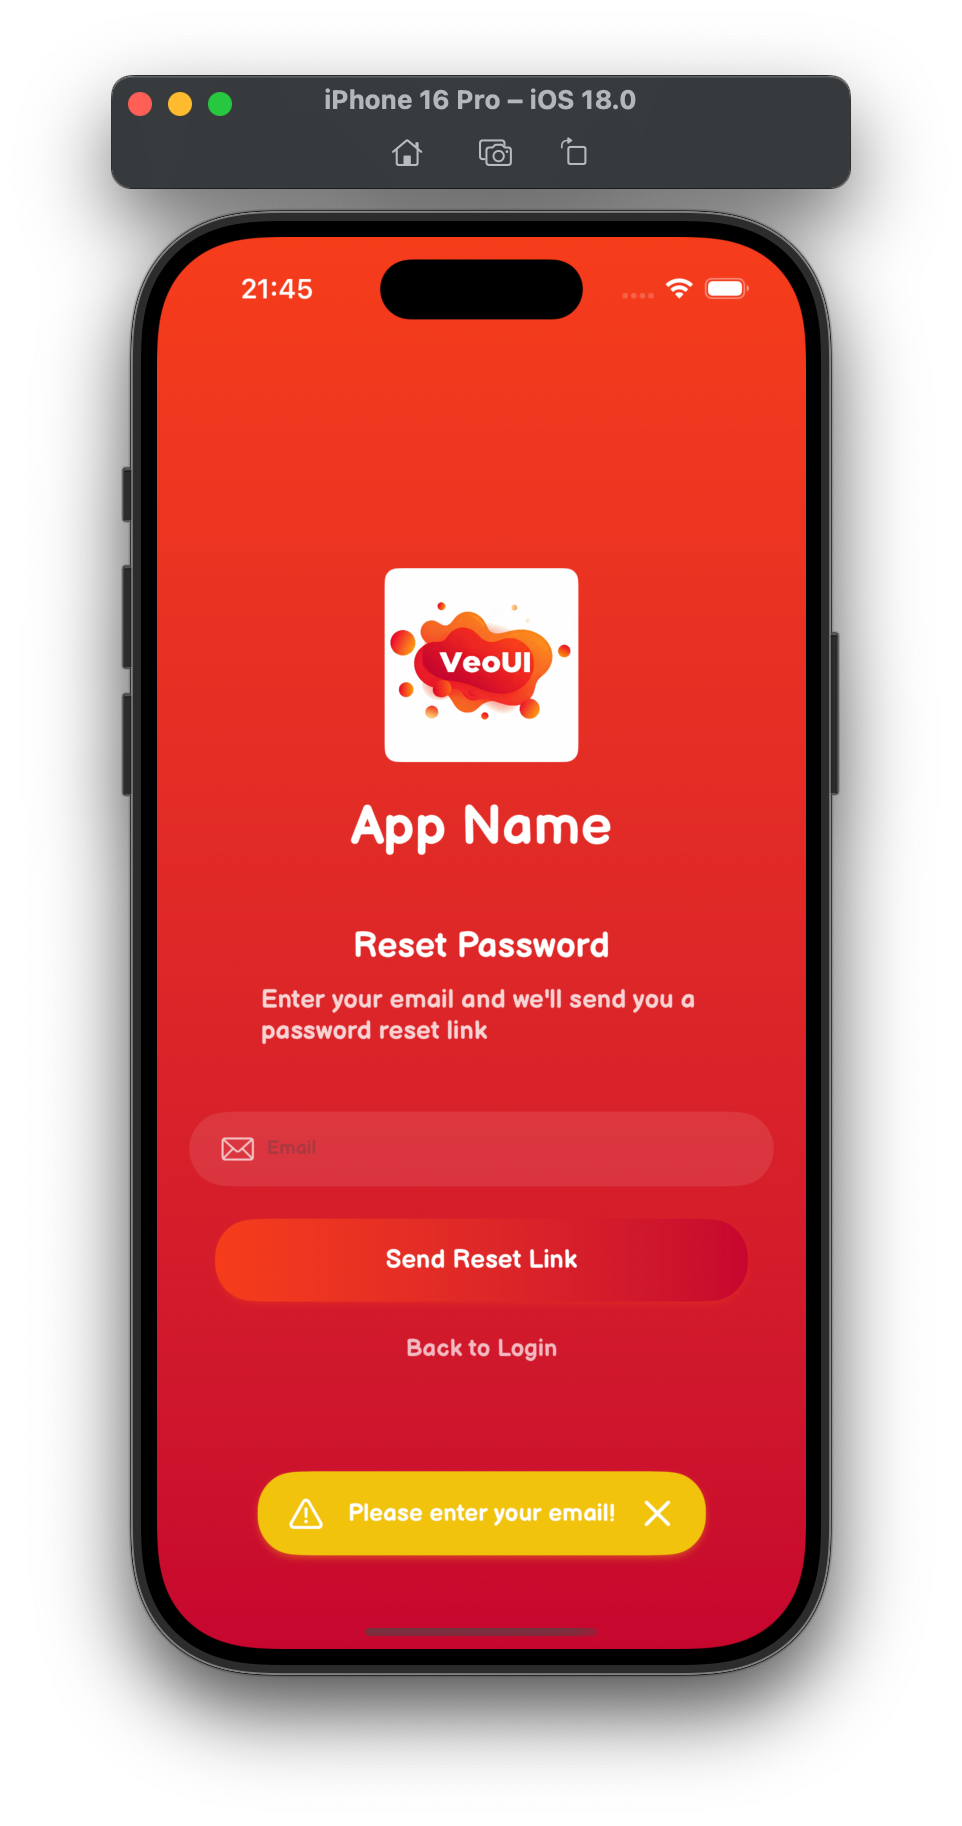 iPhone 16 Pro – iOS 18.0
21:45
VeoUI
App Name
Reset Password
Enter your email and we'll send you a
password reset link
Email
Send Reset Link
Back to Login
Please enter your email!